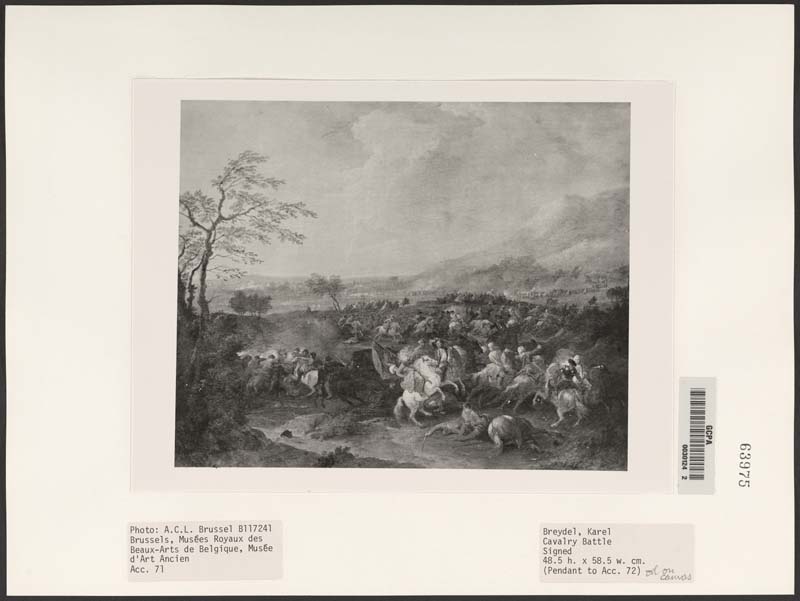 GCPA
0030124 2
63975
Photo: A.C.L. Brussel B117241
Brussels, Musées Royaux des
Beaux-Arts de Belgique, Musée
d'Art Ancien
Acc. 71
Breydel, Karel
Cavalry Battle
Signed
48.5 h. x 58.5 w. cm.
(Pendant to Acc. 72) oil on
canvas